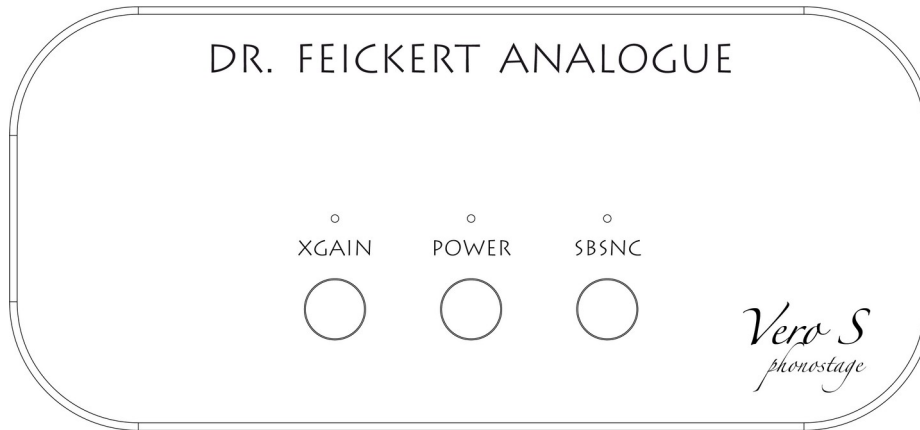 DR. FEICKERT ANALOGUE
XGAIN POWER SBSNC
Vero S
phonostage